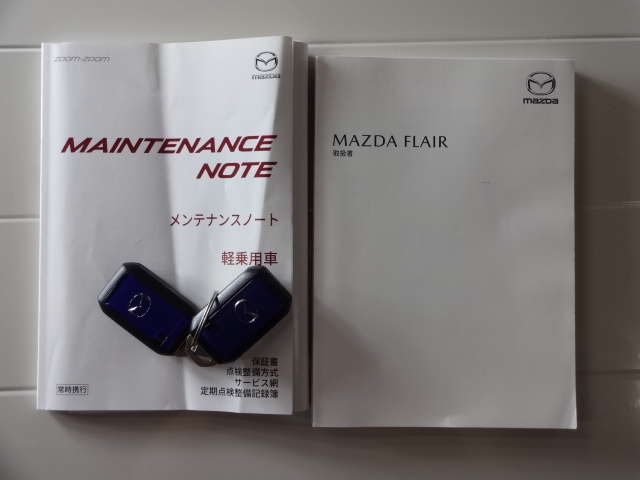 zoom-zoom
mazda
MAINTENANCE
NOTE
メンテナンスノート
軽乗用車
保証書
点検整備方式
サービス網
定期点検整備記録簿
常時携行
mazda
MAZDA FLAIR
取扱書